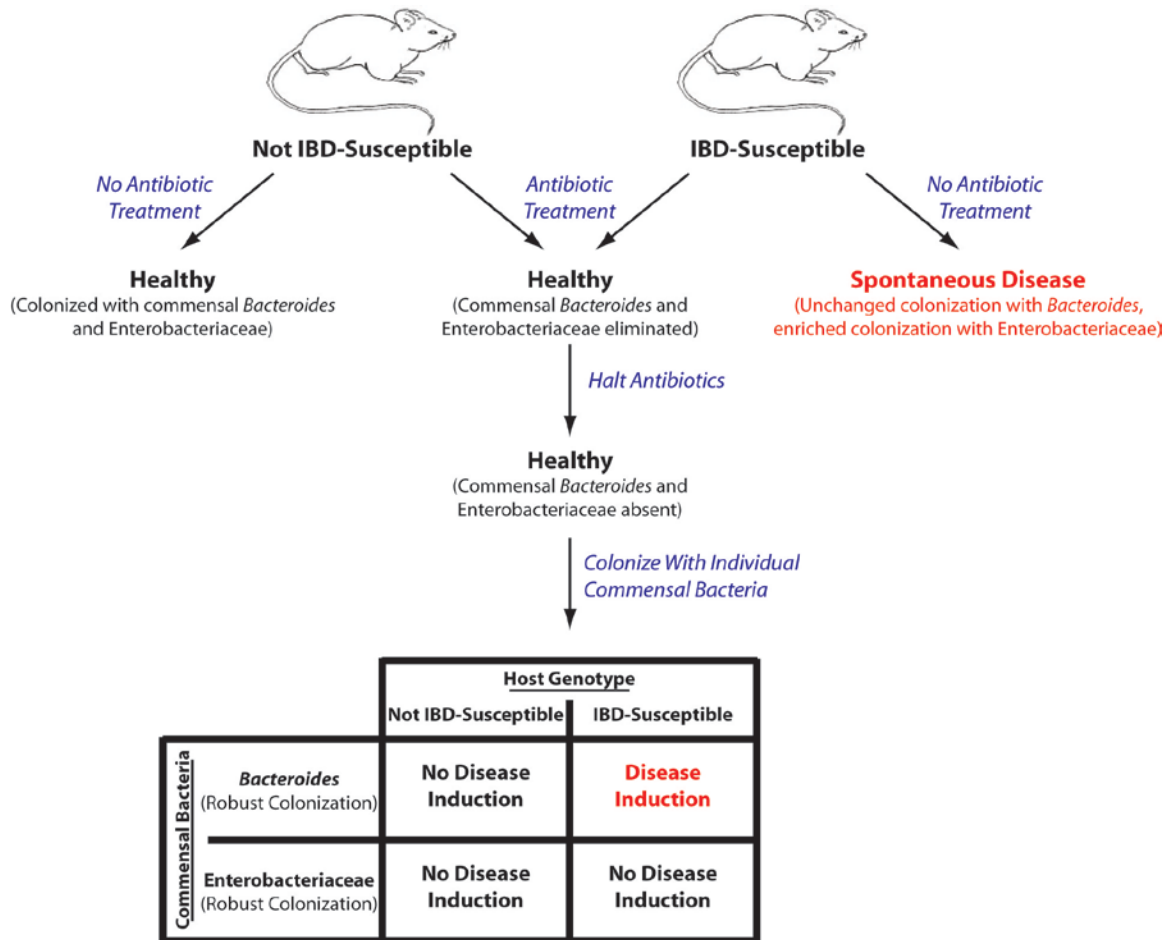 Not IBD-Susceptible
IBD-Susceptible
No Antibiotic
Treatment
Antibiotic
Treatment
No Antibiotic
Treatment
Healthy
(Colonized with commensal Bacteroides
and Enterobacteriaceae)
Healthy
(Commensal Bacteroides and
Enterobacteriaceae eliminated)
Spontaneous Disease
(Unchanged colonization with Bacteroides,
enriched colonization with Enterobacteriaceae)
Halt Antibiotics
Healthy
(Commensal Bacteroides and
Enterobacteriaceae absent)
Colonize With Individual
Commensal Bacteria
Host Genotype
Not IBD-Susceptible
IBD-Susceptible
Commensal Bacteria
Bacteroides
(Robust Colonization)
No Disease
Induction
Disease
Induction
Enterobacteriaceae
(Robust Colonization)
No Disease
Induction
No Disease
Induction